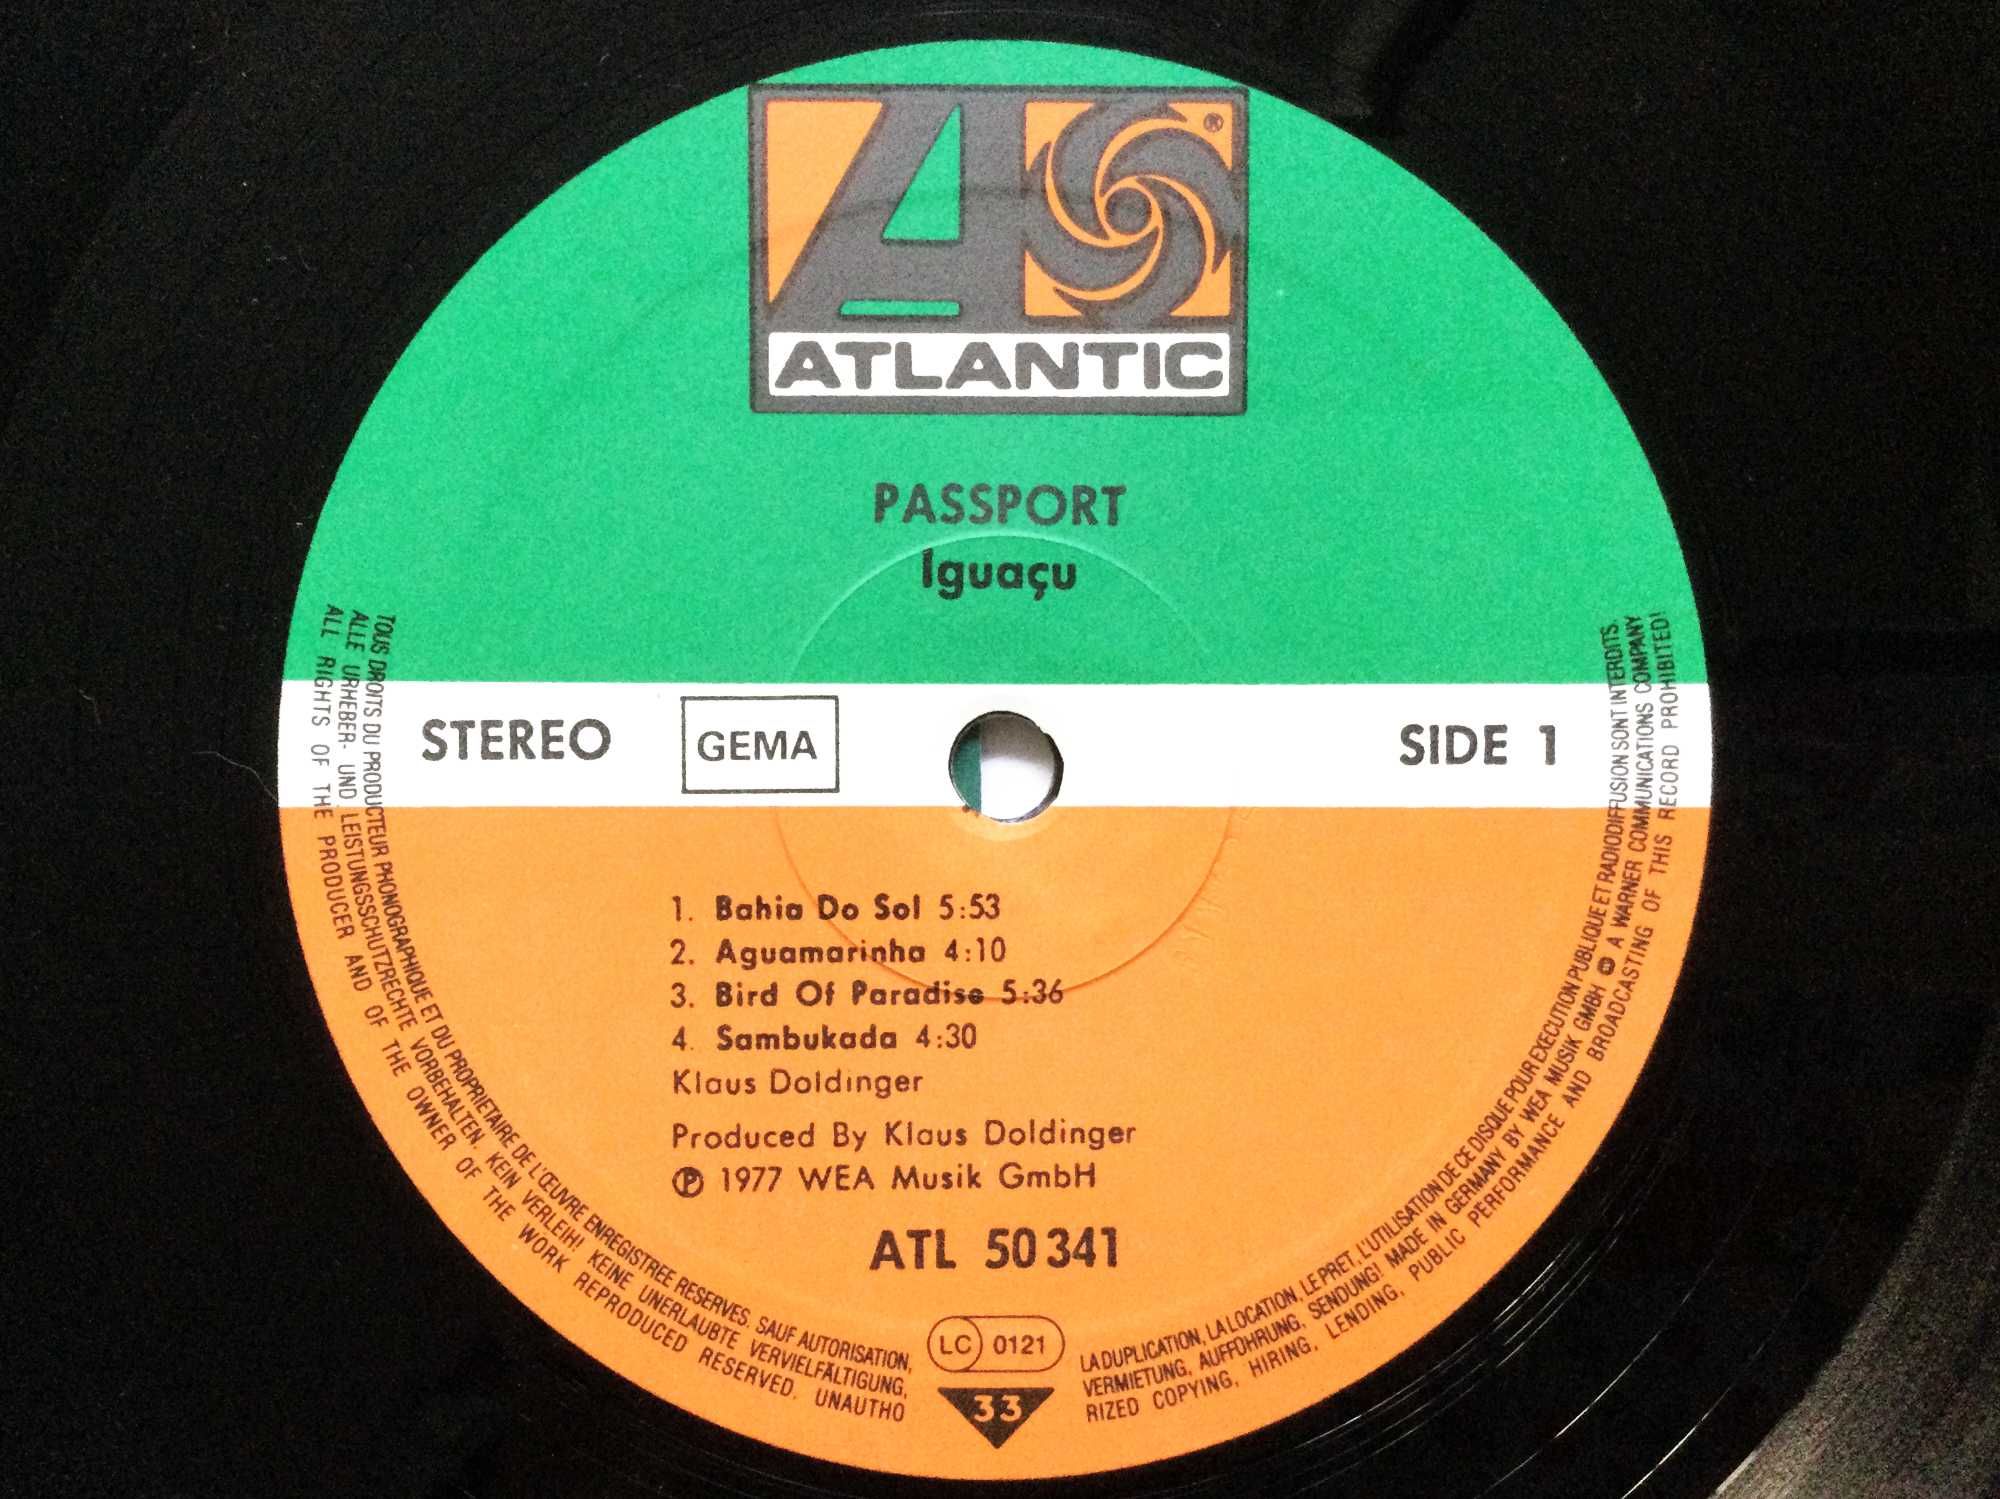 ATLANTIC
®
PASSPORT
Iguaçu
STEREO
GEMA
SIDE 1
1. Bahia Do Sol 5:53
2. Aguamarinha 4:10
3. Bird Of Paradise 5:36
4. Sambukada 4:30
Klaus Doldinger
Produced By Klaus Doldinger
℗ 1977 WEA Musik GmbH
ATL 50 341
LC 0121
33
TOUS DROITS DU PRODUCTEUR PHONOGRAPHIQUE ET DU PROPRIETAIRE DE L'ŒUVRE ENREGISTREE RESERVES. SAUF AUTORISATION, LA DUPLICATION, LA LOCATION, LE PRET, L'UTILISATION DE CE DISQUE POUR EXECUTION PUBLIQUE ET RADIODIFFUSION SONT INTERDITS.
ALLE URHEBER- UND LEISTUNGSSCHUTZRECHTE VORBEHALTEN. KEIN VERLEIH! KEINE UNERLAUBTE VERVIELFÄLTIGUNG, VERMIETUNG, AUFFÜHRUNG, SENDUNG! MADE IN GERMANY BY WEA MUSIK GMBH A WARNER COMMUNICATIONS COMPANY
ALL RIGHTS OF THE PRODUCER AND OF THE OWNER OF THE WORK REPRODUCED RESERVED. UNAUTHORIZED COPYING, HIRING, LENDING, PUBLIC PERFORMANCE AND BROADCASTING OF THIS RECORD PROHIBITED!